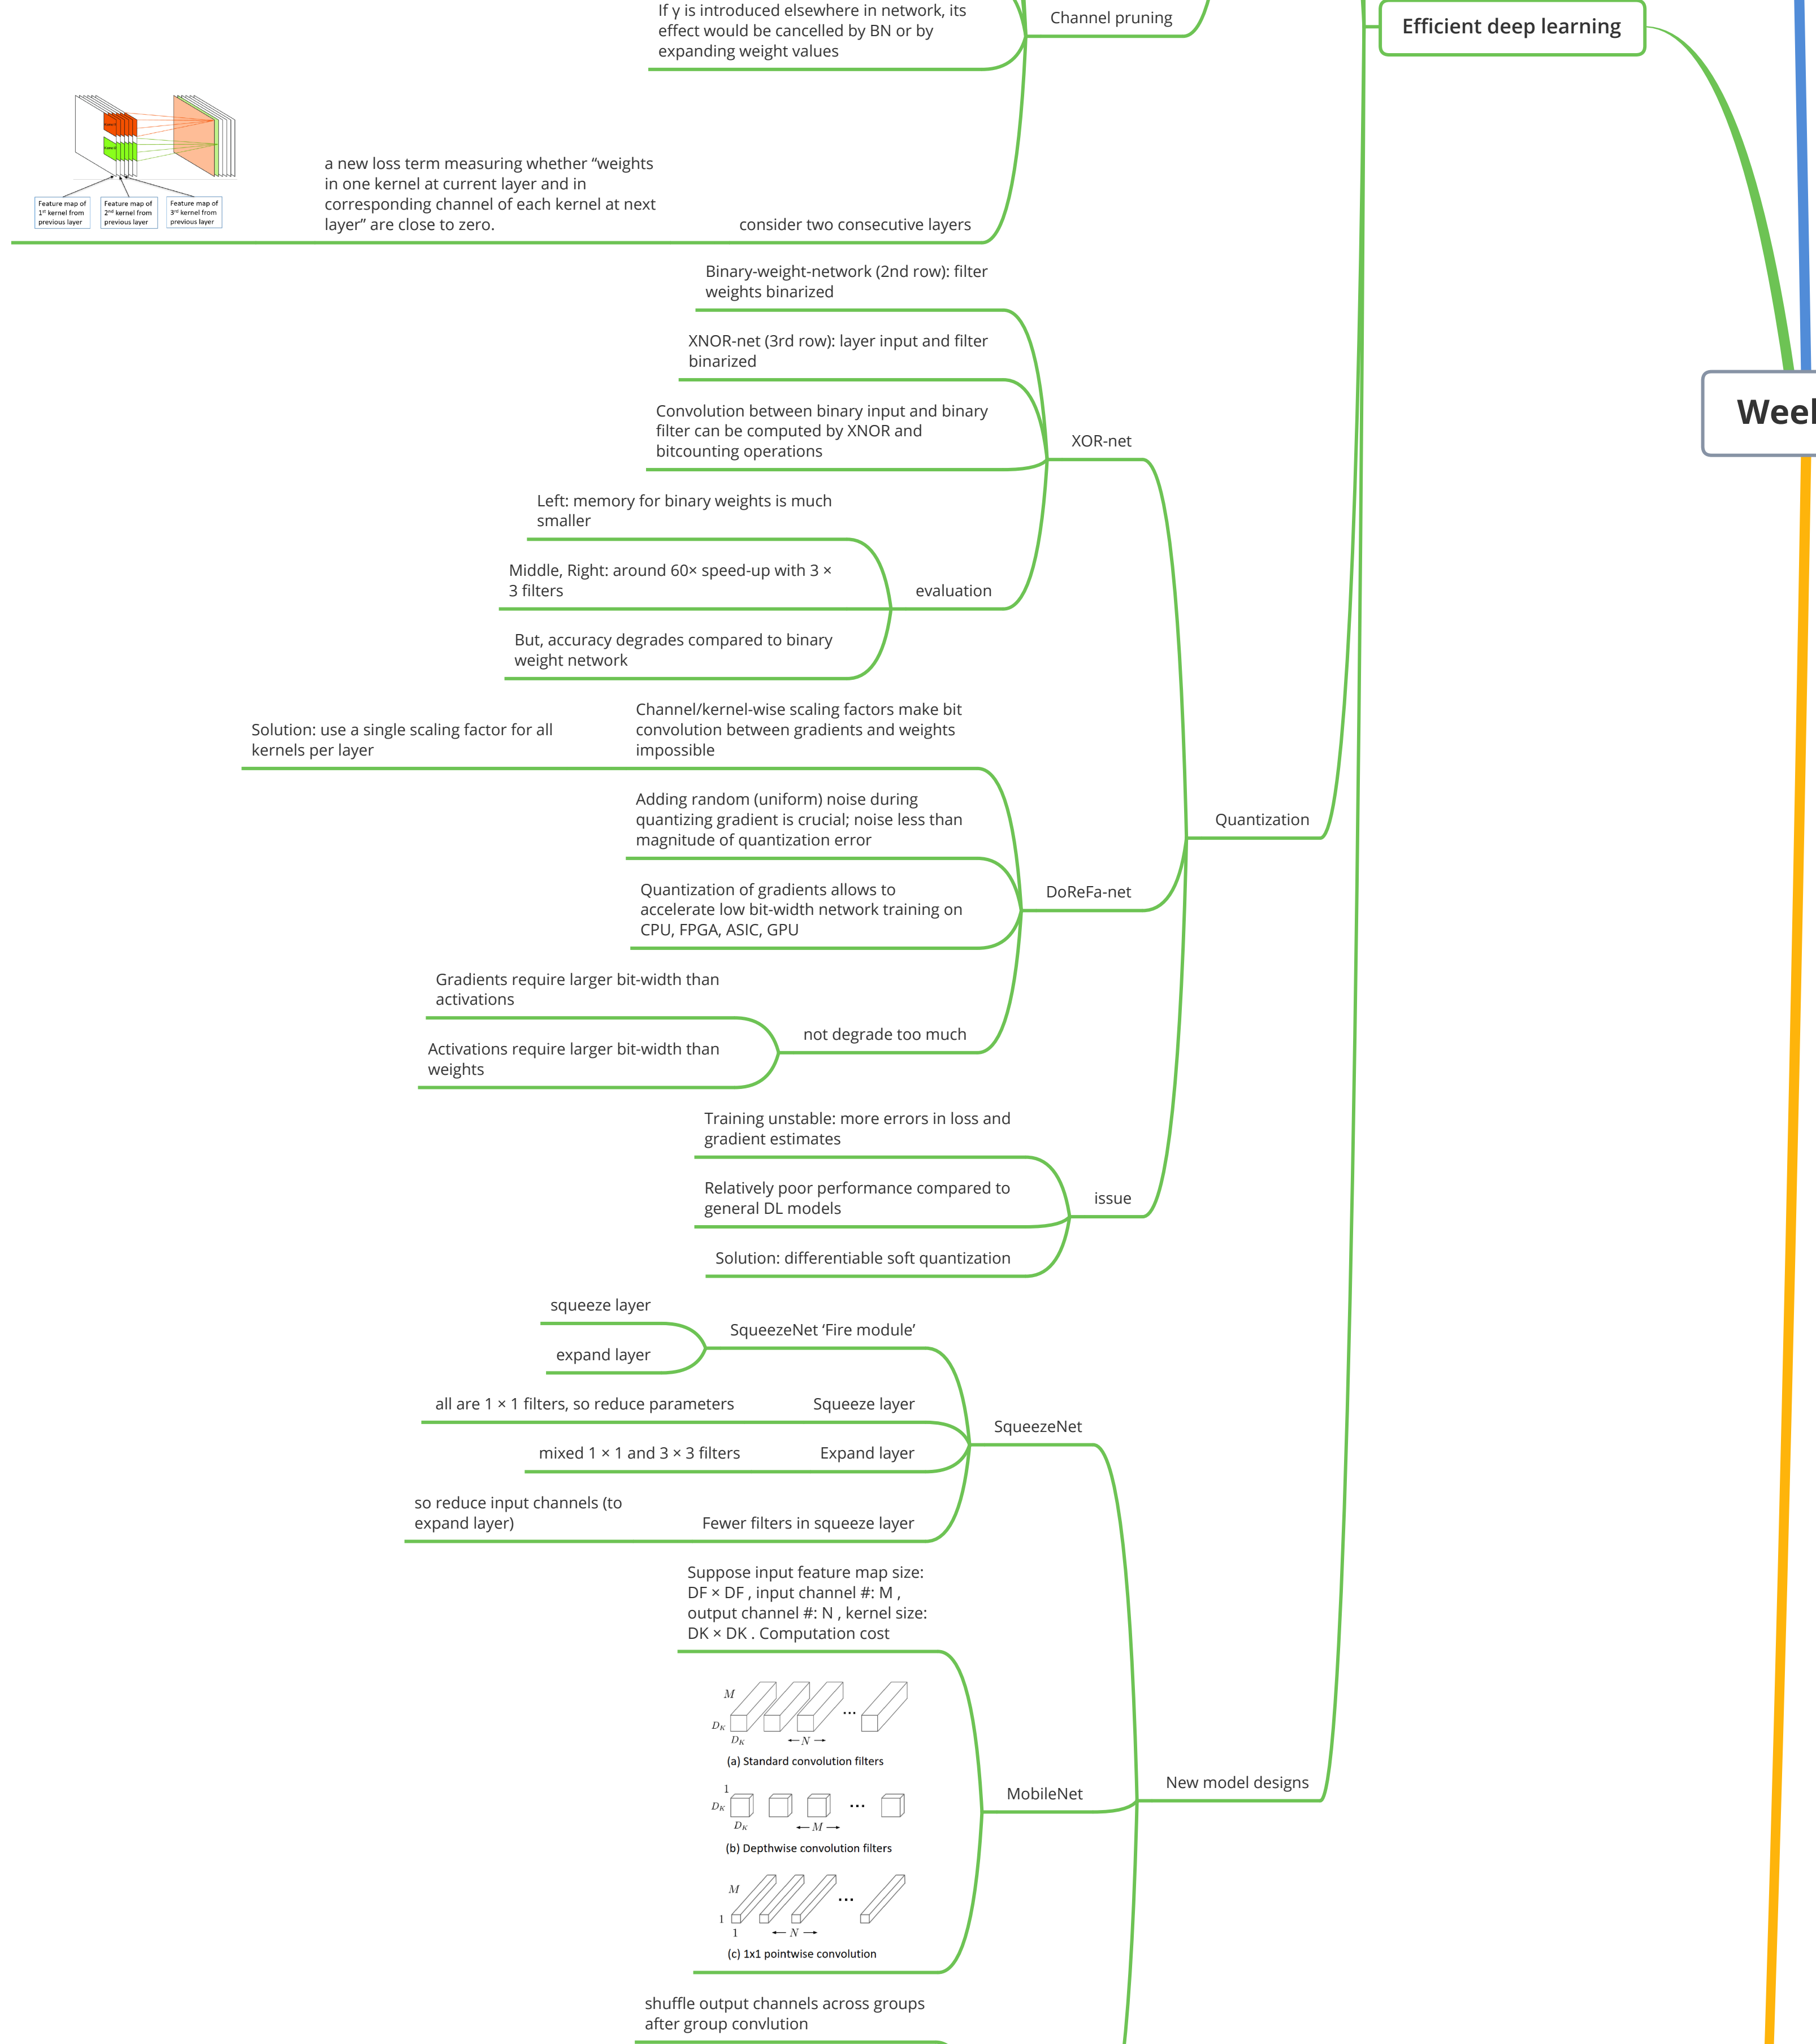 If γ is introduced elsewhere in network, its
effect would be cancelled by BN or by
expanding weight values
Channel pruning
Efficient deep learning
Feature map of
1st kernel from
previous layer
Feature map of
2nd kernel from
previous layer
Feature map of
3rd kernel from
previous layer
a new loss term measuring whether “weights
in one kernel at current layer and in
corresponding channel of each kernel at next
layer” are close to zero.
consider two consecutive layers
Binary-weight-network (2nd row): filter
weights binarized
XNOR-net (3rd row): layer input and filter
binarized
Convolution between binary input and binary
filter can be computed by XNOR and
bitcounting operations
XOR-net
Left: memory for binary weights is much
smaller
Middle, Right: around 60× speed-up with 3 ×
3 filters
But, accuracy degrades compared to binary
weight network
evaluation
Channel/kernel-wise scaling factors make bit
convolution between gradients and weights
impossible
Solution: use a single scaling factor for all
kernels per layer
Adding random (uniform) noise during
quantizing gradient is crucial; noise less than
magnitude of quantization error
Quantization
Quantization of gradients allows to
accelerate low bit-width network training on
CPU, FPGA, ASIC, GPU
DoReFa-net
Gradients require larger bit-width than
activations
Activations require larger bit-width than
weights
not degrade too much
Training unstable: more errors in loss and
gradient estimates
Relatively poor performance compared to
general DL models
Solution: differentiable soft quantization
issue
squeeze layer
expand layer
SqueezeNet ‘Fire module’
all are 1 × 1 filters, so reduce parameters
Squeeze layer
mixed 1 × 1 and 3 × 3 filters
Expand layer
so reduce input channels (to
expand layer)
Fewer filters in squeeze layer
SqueezeNet
Suppose input feature map size:
DF × DF , input channel #: M ,
output channel #: N , kernel size:
DK × DK . Computation cost
M
DK
DK
N
...
(a) Standard convolution filters
1
DK
DK
M
...
(b) Depthwise convolution filters
M
1
1
N
...
(c) 1x1 pointwise convolution
MobileNet
New model designs
shuffle output channels across groups
after group convlution